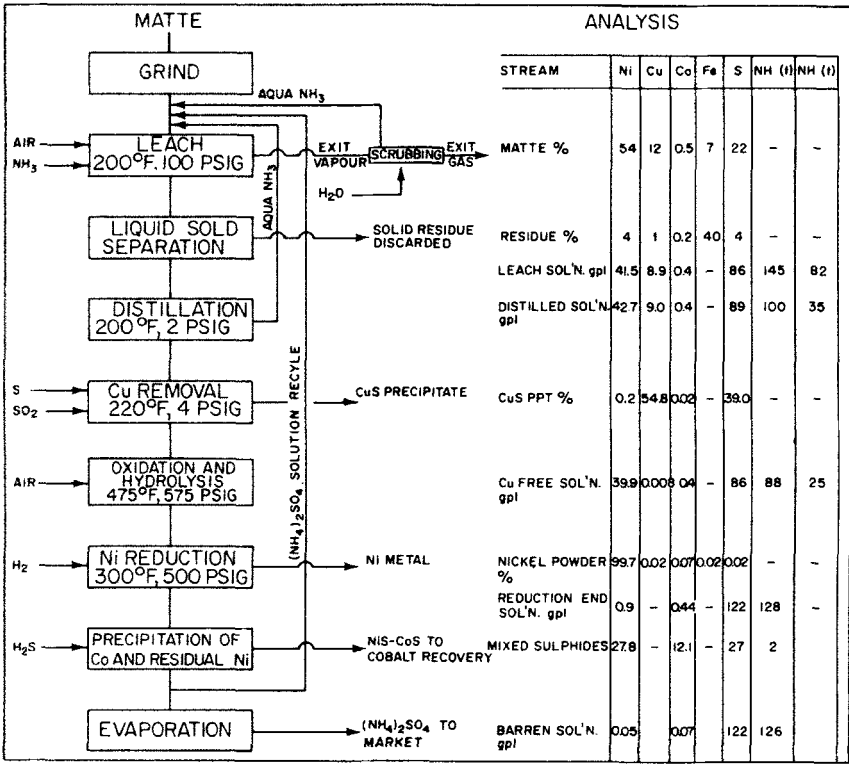 MATTE
GRIND
AQUA NH3
AIR
NH3
LEACH
200°F, 100 PSIG
EXIT
VAPOUR
SCRUBBING
EXIT
GAS
H2O
AQUA NH3
LIQUID SOLD
SEPARATION
SOLID RESIDUE
DISCARDED
DISTILLATION
200°F, 2 PSIG
S
SO2
Cu REMOVAL
220°F, 4 PSIG
CuS PRECIPITATE
(NH4)2SO4 SOLUTION RECYLE
AIR
OXIDATION AND
HYDROLYSIS
475°F, 575 PSIG
H2
Ni REDUCTION
300°F, 500 PSIG
Ni METAL
H2S
PRECIPITATION OF
Co AND RESIDUAL Ni
NiS-CoS TO
COBALT RECOVERY
EVAPORATION
(NH4)2SO4 TO
MARKET
ANALYSIS
STREAM Ni Cu Co Fe S NH (t) NH (t)
MATTE % 54 12 0.5 7 22 – –
RESIDUE % 4 1 0.2 40 4 – –
LEACH SOL'N. gpl 41.5 8.9 0.4 – 86 145 82
DISTILLED SOL'N. 42.7 9.0 0.4 – 89 100 35
gpl
CuS PPT % 0.2 54.8 0.02 – 39.0 – –
Cu FREE SOL'N. 39.9 0.008 0.4 – 86 88 25
gpl
NICKEL POWDER 99.7 0.02 0.07 0.02 0.02 – –
%
REDUCTION END
SOL'N. gpl 0.9 – 0.44 122 128 –
MIXED SULPHIDES 27.8 – 12.1 – 27 2
BARREN SOL'N. 0.05 0.07 122 126
gpl